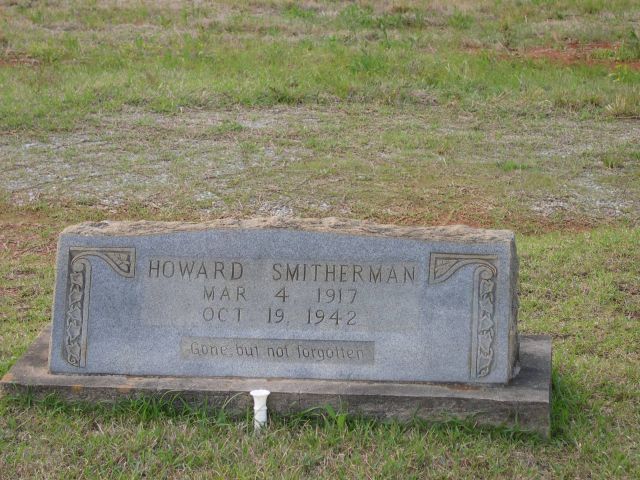 HOWARD SMITHERMAN
MAR 4 1917
OCT 19, 1942
Gone, but not forgotten